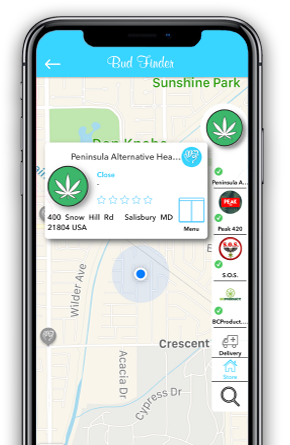 Bud Finder
Sunshine Park
Peninsula Alternative Hea...
Close
-
400 Snow Hill Rd Salisbury MD
21804 USA
Menu
Peninsula A...
PEAK
Peak 420
S.O.S.
S.O.S.
BCProduct...
Delivery
Store
Wilder Ave
Acacia Dr
Cypress Dr
Crescent